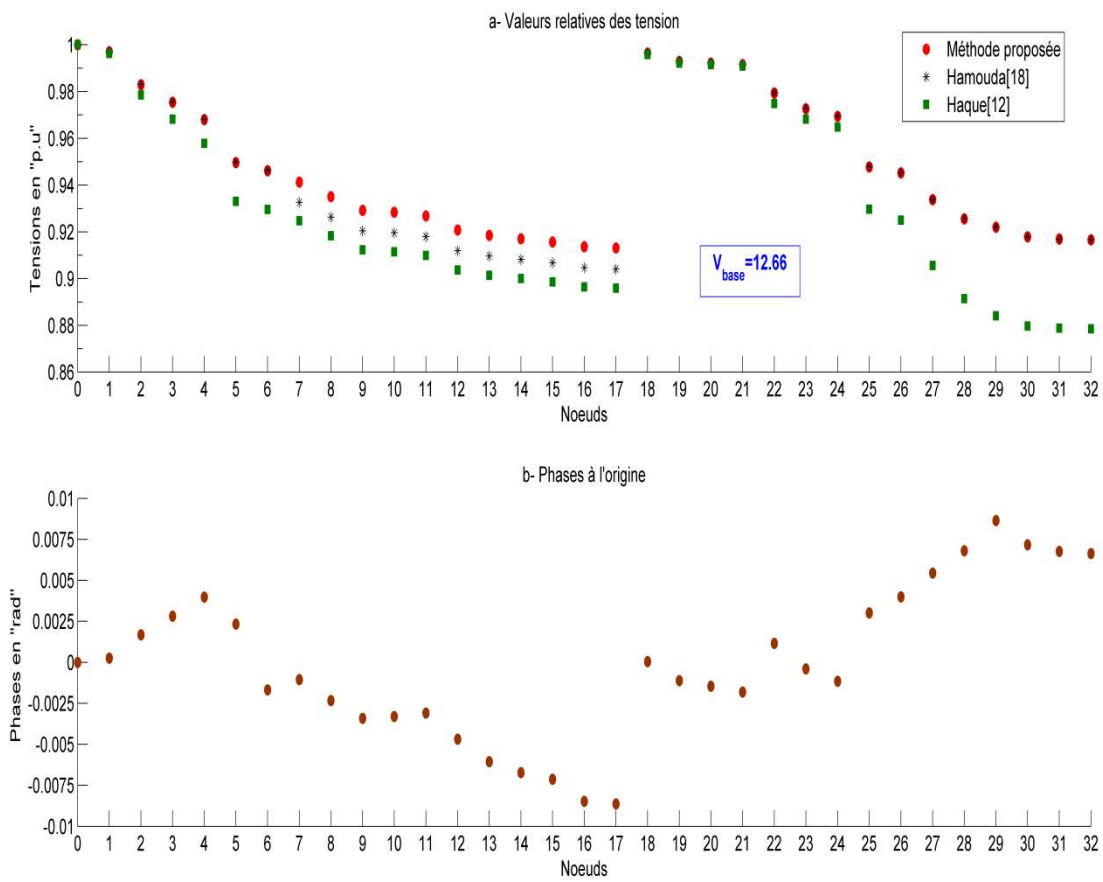 a- Valeurs relatives des tension
Méthode proposée
Hamouda[18]
Haque[12]
Tensions en "p.u"
1
0.98
0.96
0.94
0.92
0.9
0.88
0.86
V_base=12.66
0 1 2 3 4 5 6 7 8 9 10 11 12 13 14 15 16 17 18 19 20 21 22 23 24 25 26 27 28 29 30 31 32
Noeuds
b- Phases à l'origine
Phases en "rad"
0.01
0.0075
0.005
0.0025
0
-0.0025
-0.005
-0.0075
-0.01
0 1 2 3 4 5 6 7 8 9 10 11 12 13 14 15 16 17 18 19 20 21 22 23 24 25 26 27 28 29 30 31 32
Noeuds